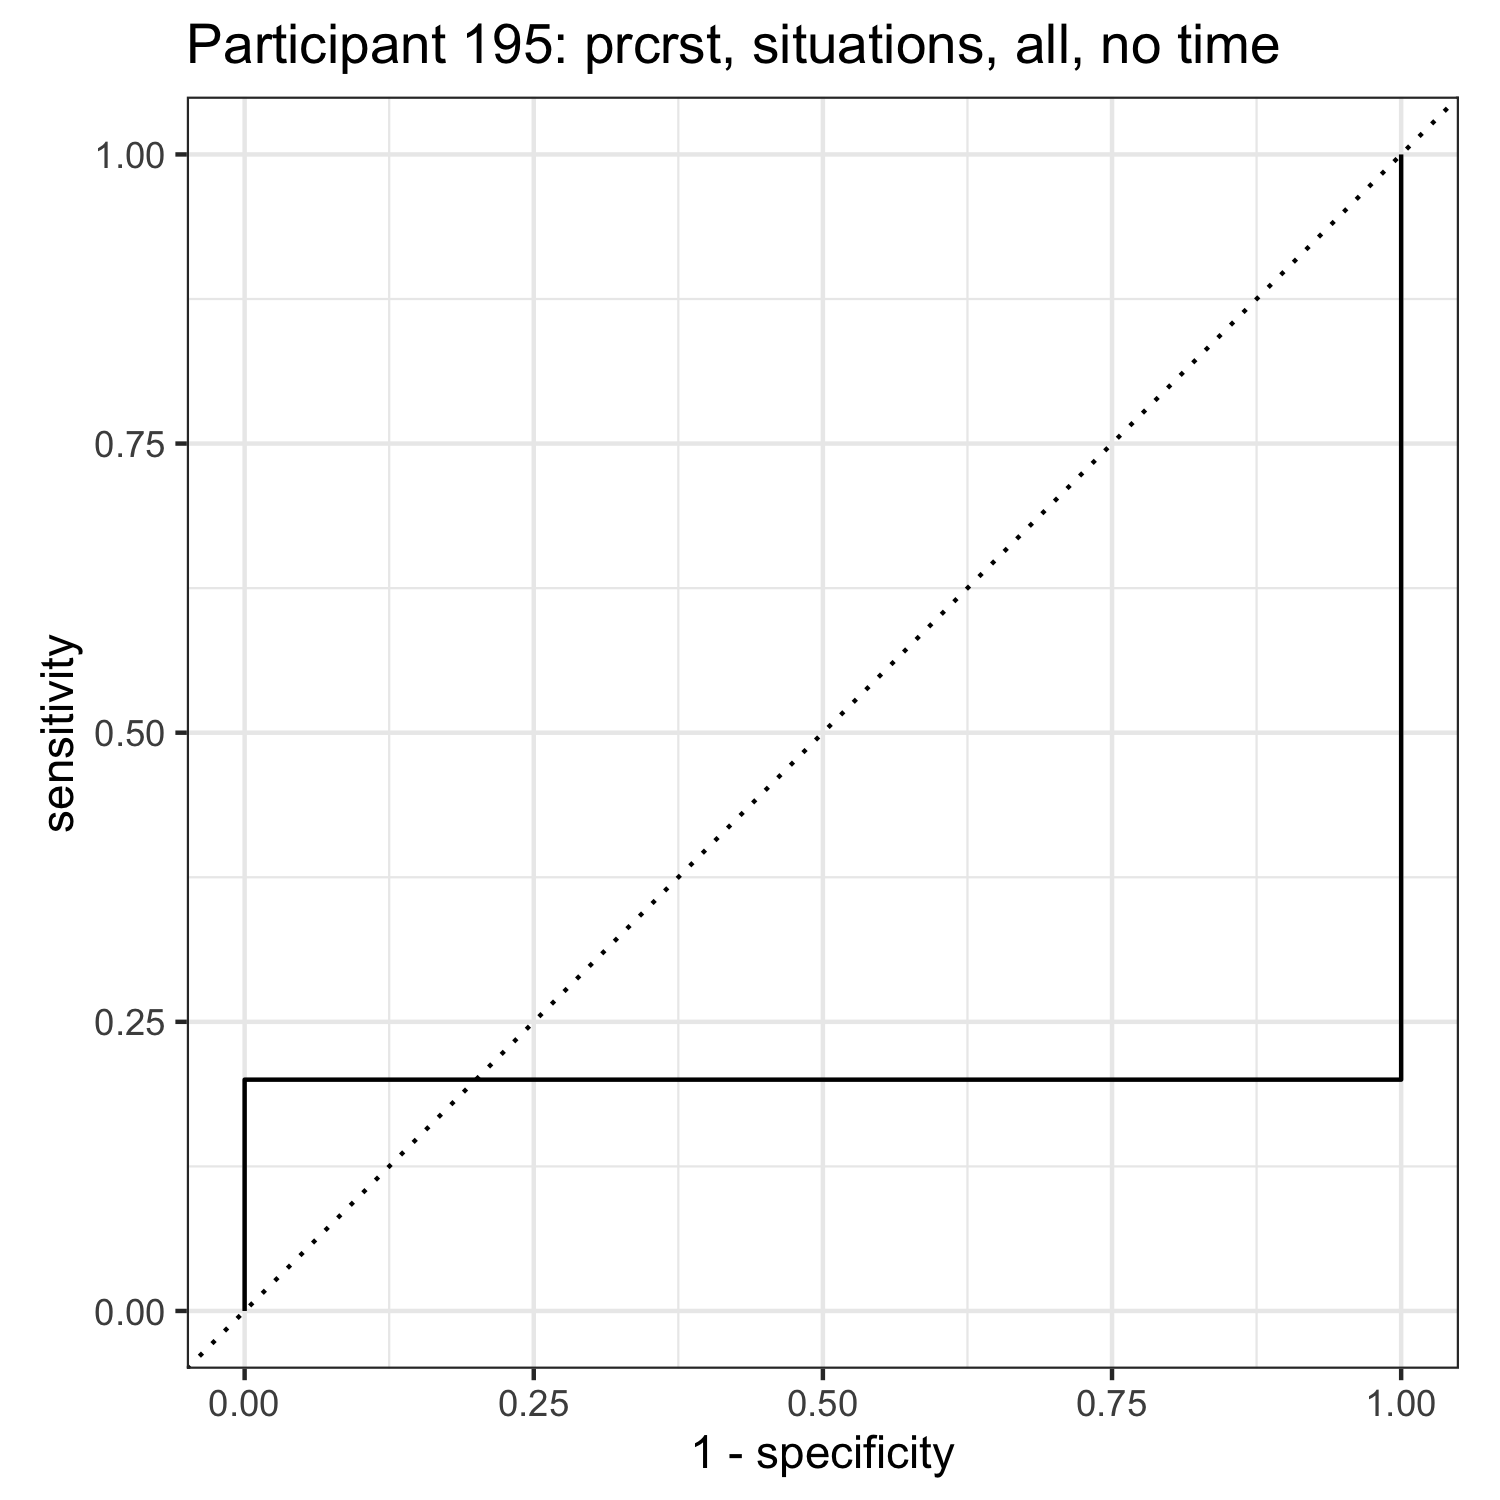 Participant 195: prcrst, situations, all, no time
sensitivity
1.00
0.75
0.50
0.25
0.00
0.00 0.25 0.50 0.75 1.00
1 - specificity